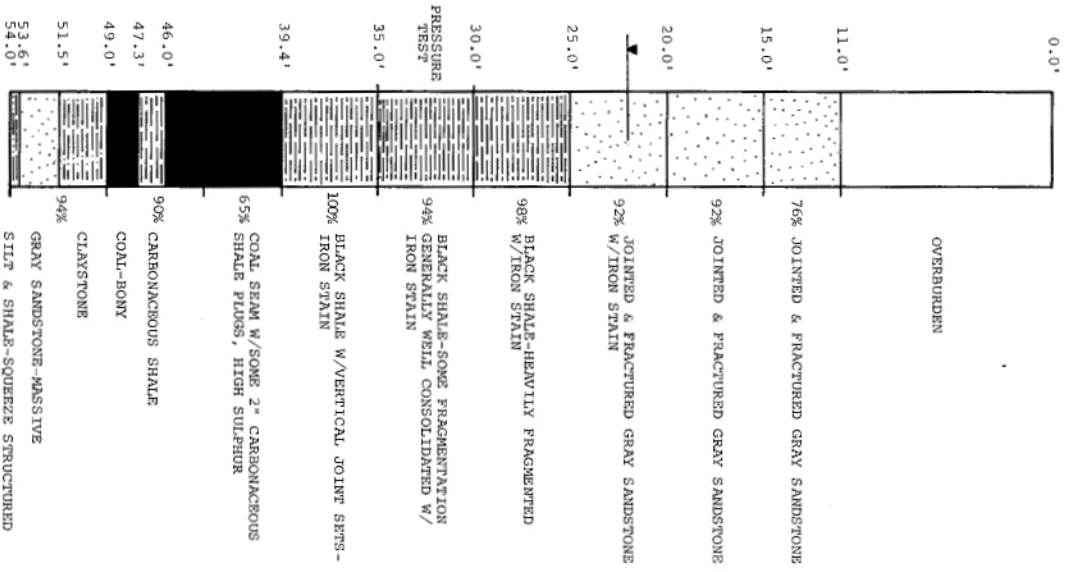 0.0'
OVERBURDEN
11.0'
76% JOINTED & FRACTURED GRAY SANDSTONE
15.0'
92% JOINTED & FRACTURED GRAY SANDSTONE
20.0'
92% JOINTED & FRACTURED GRAY SANDSTONE
W/IRON STAIN
25.0'
98% BLACK SHALE-HEAVILY FRAGMENTED
W/IRON STAIN
30.0'
PRESSURE
TEST
BLACK SHALE-SOME FRAGMENTATION
94% GENERALLY WELL CONSOLIDATED W/
IRON STAIN
35.0'
100% BLACK SHALE W/VERTICAL JOINT SETS-
IRON STAIN
39.4'
COAL SEAM W/SOME 2" CARBONACEOUS
65% SHALE PLUGS, HIGH SULPHUR
46.0'
90% CARBONACEOUS SHALE
47.3'
COAL-BONY
49.0'
CLAYSTONE
94%
51.5'
GRAY SANDSTONE-MASSIVE
53.6'
SILT & SHALE-SQUEEZE STRUCTURED
54.0'